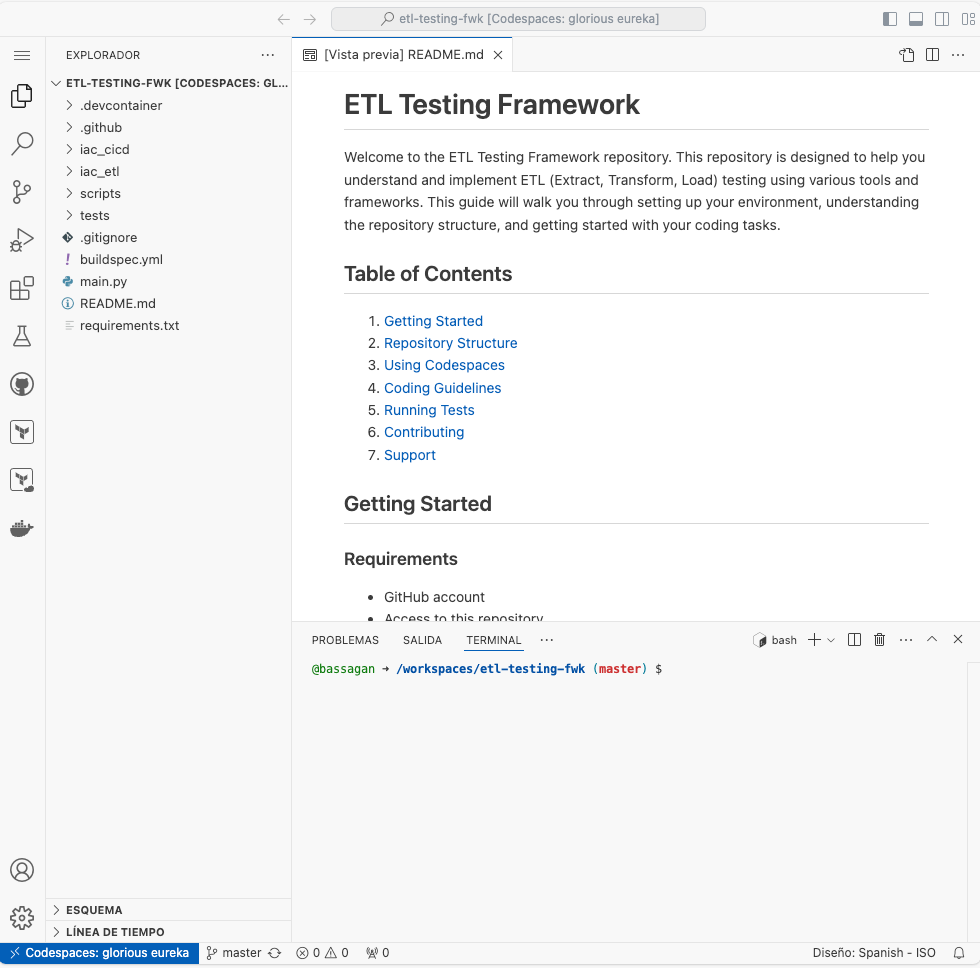 etl-testing-fwk [Codespaces: glorious eureka]
EXPLORADOR
ETL-TESTING-FWK [CODESPACES: GL...
.devcontainer
.github
iac_cicd
iac_etl
scripts
tests
.gitignore
! buildspec.yml
main.py
README.md
requirements.txt
ESQUEMA
LÍNEA DE TIEMPO
[Vista previa] README.md
ETL Testing Framework
Welcome to the ETL Testing Framework repository. This repository is designed to help you
understand and implement ETL (Extract, Transform, Load) testing using various tools and
frameworks. This guide will walk you through setting up your environment, understanding
the repository structure, and getting started with your coding tasks.
Table of Contents
1. Getting Started
2. Repository Structure
3. Using Codespaces
4. Coding Guidelines
5. Running Tests
6. Contributing
7. Support
Getting Started
Requirements
• GitHub account
• Access to this repository
PROBLEMAS SALIDA TERMINAL ··· bash
@bassagan → /workspaces/etl-testing-fwk (master) $
Codespaces: glorious eureka master 0 0 0 Diseño: Spanish - ISO